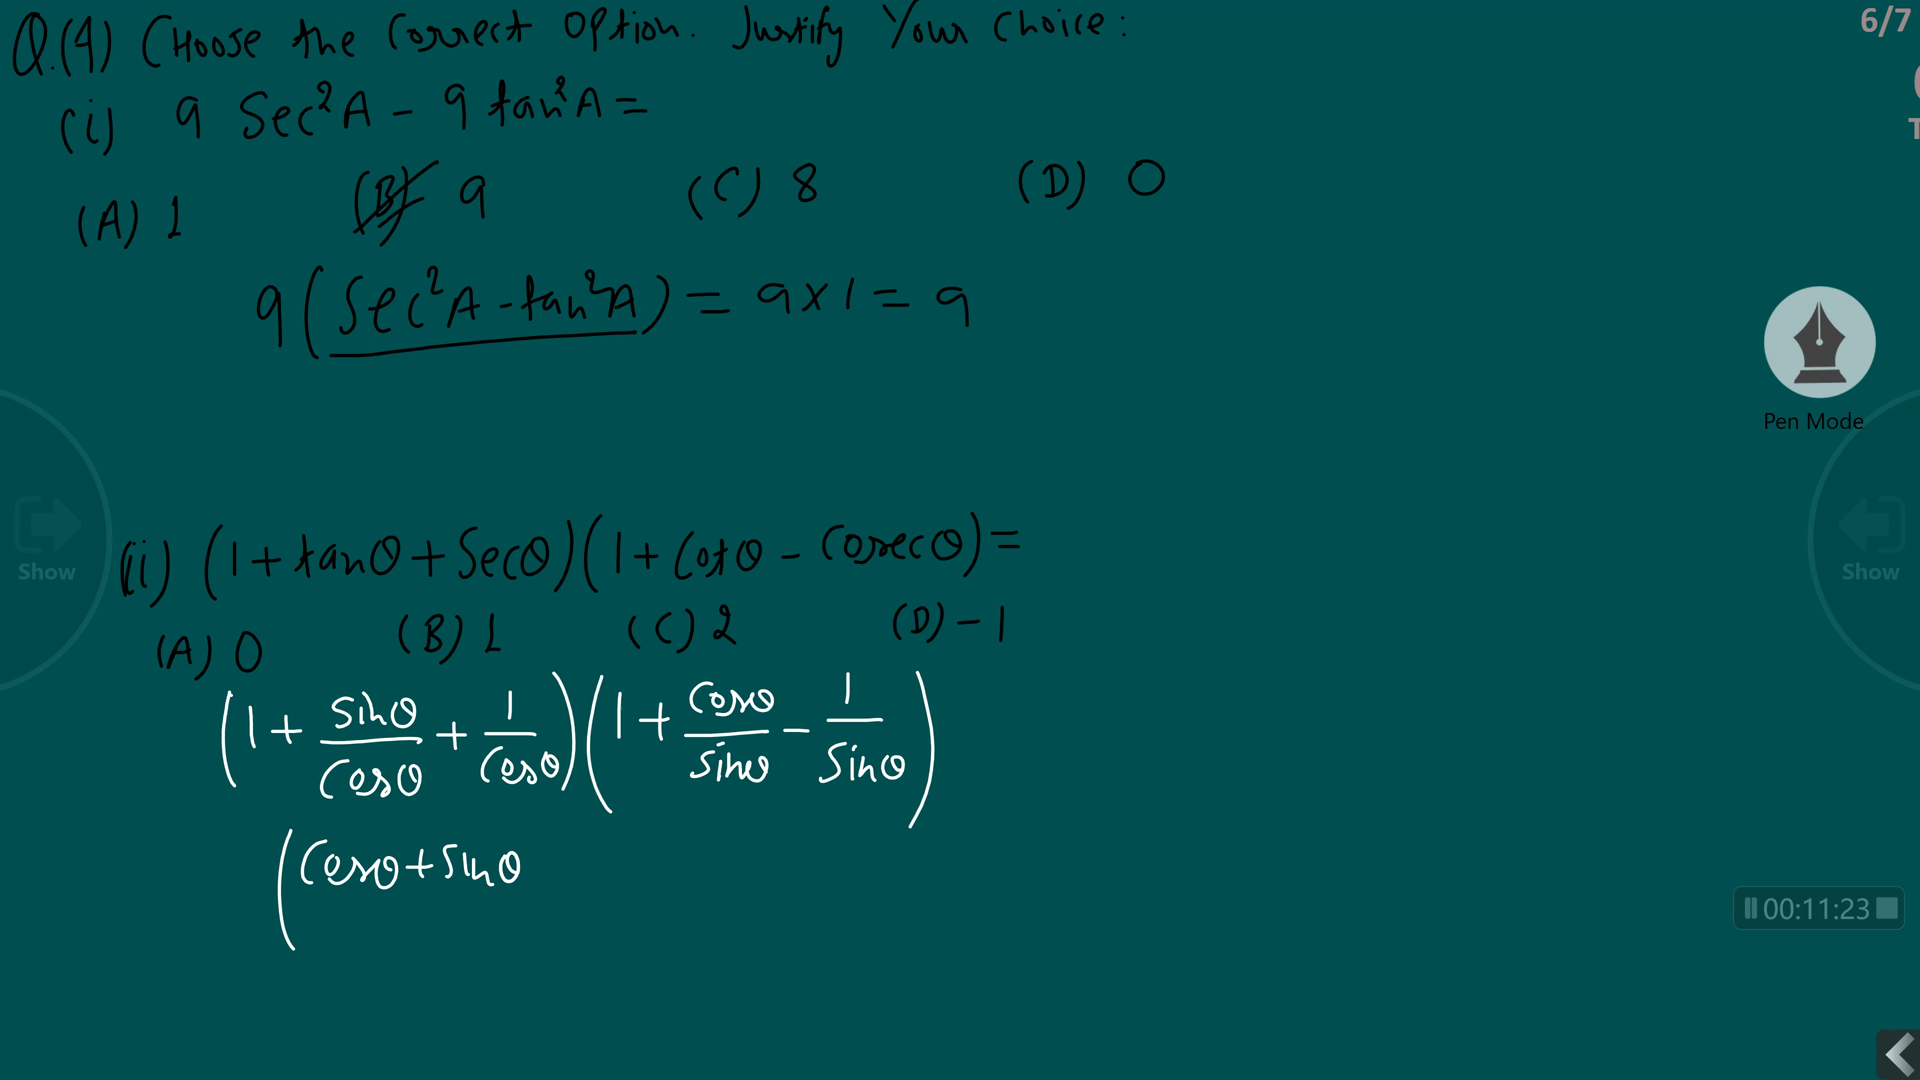 Q.(4) Choose the Correct option. Justify Your Choice:
6/7
(i) 9 Sec²A - 9 tan²A =
T
(A) 1 (B) 9 (C) 8 (D) 0
9(Sec²A - tan²A) = 9 x 1 = 9
Pen Mode
Show
Show
(ii) (1 + tanθ + Secθ)(1 + Cotθ - Cosecθ) =
(A) 0 (B) 1 (C) 2 (D) -1
(1 + Sinθ/Cosθ + 1/Cosθ)(1 + Cosθ/Sinθ - 1/Sinθ)
(Cosθ + Sinθ
00:11:23